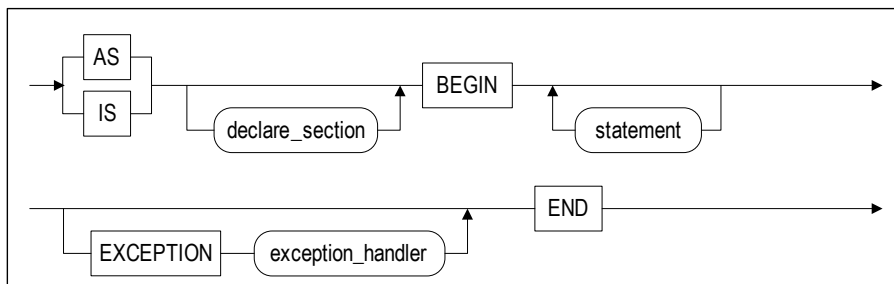 AS
IS
declare_section
BEGIN
statement
EXCEPTION
exception_handler
END